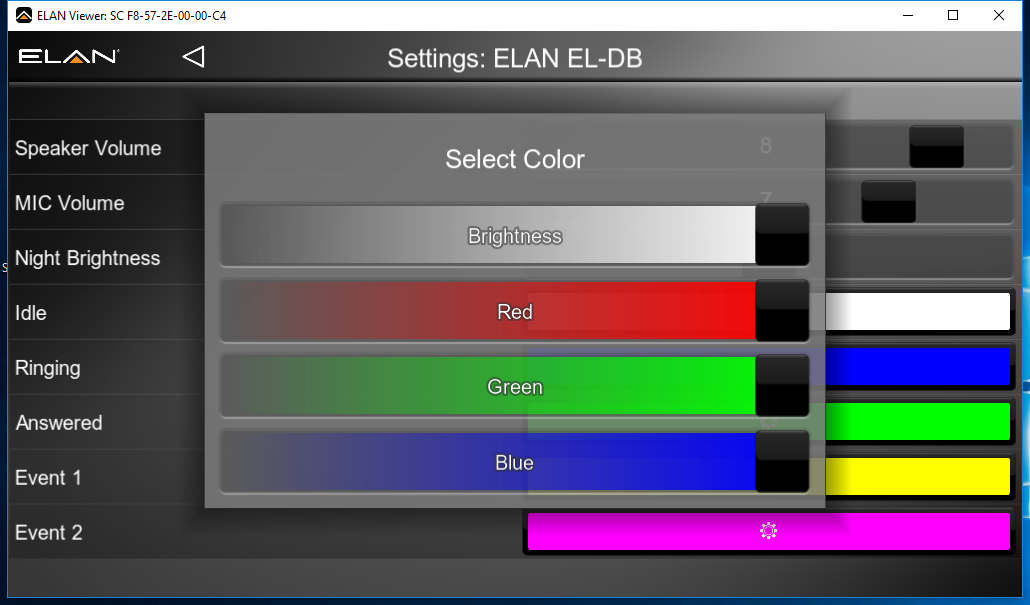 ELAN Viewer: SC F8-57-2E-00-00-C4
ELAN
Settings: ELAN EL-DB
Select Color
Speaker Volume
8
MIC Volume
7
Brightness
Night Brightness
Idle
Red
Ringing
Green
Answered
Blue
Event 1
Event 2